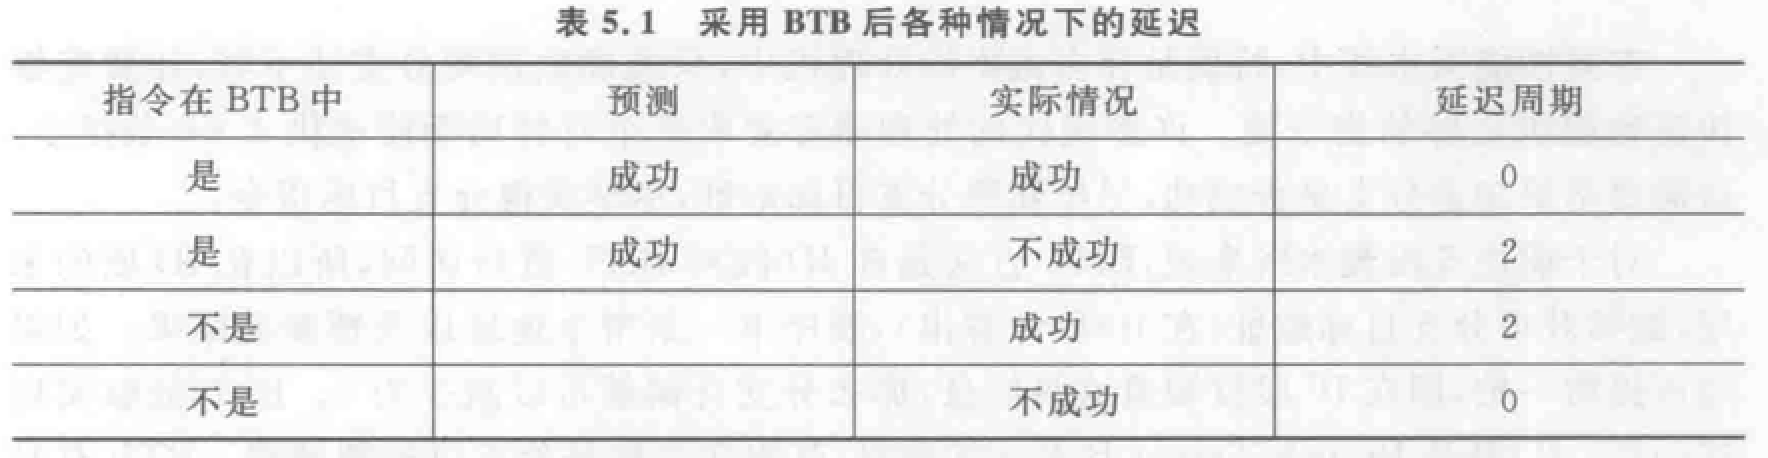 表 5.1 采用 BTB 后各种情况下的延迟
指令在 BTB 中 预测 实际情况 延迟周期
是 成功 成功 0
是 成功 不成功 2
不是 成功 2
不是 不成功 0